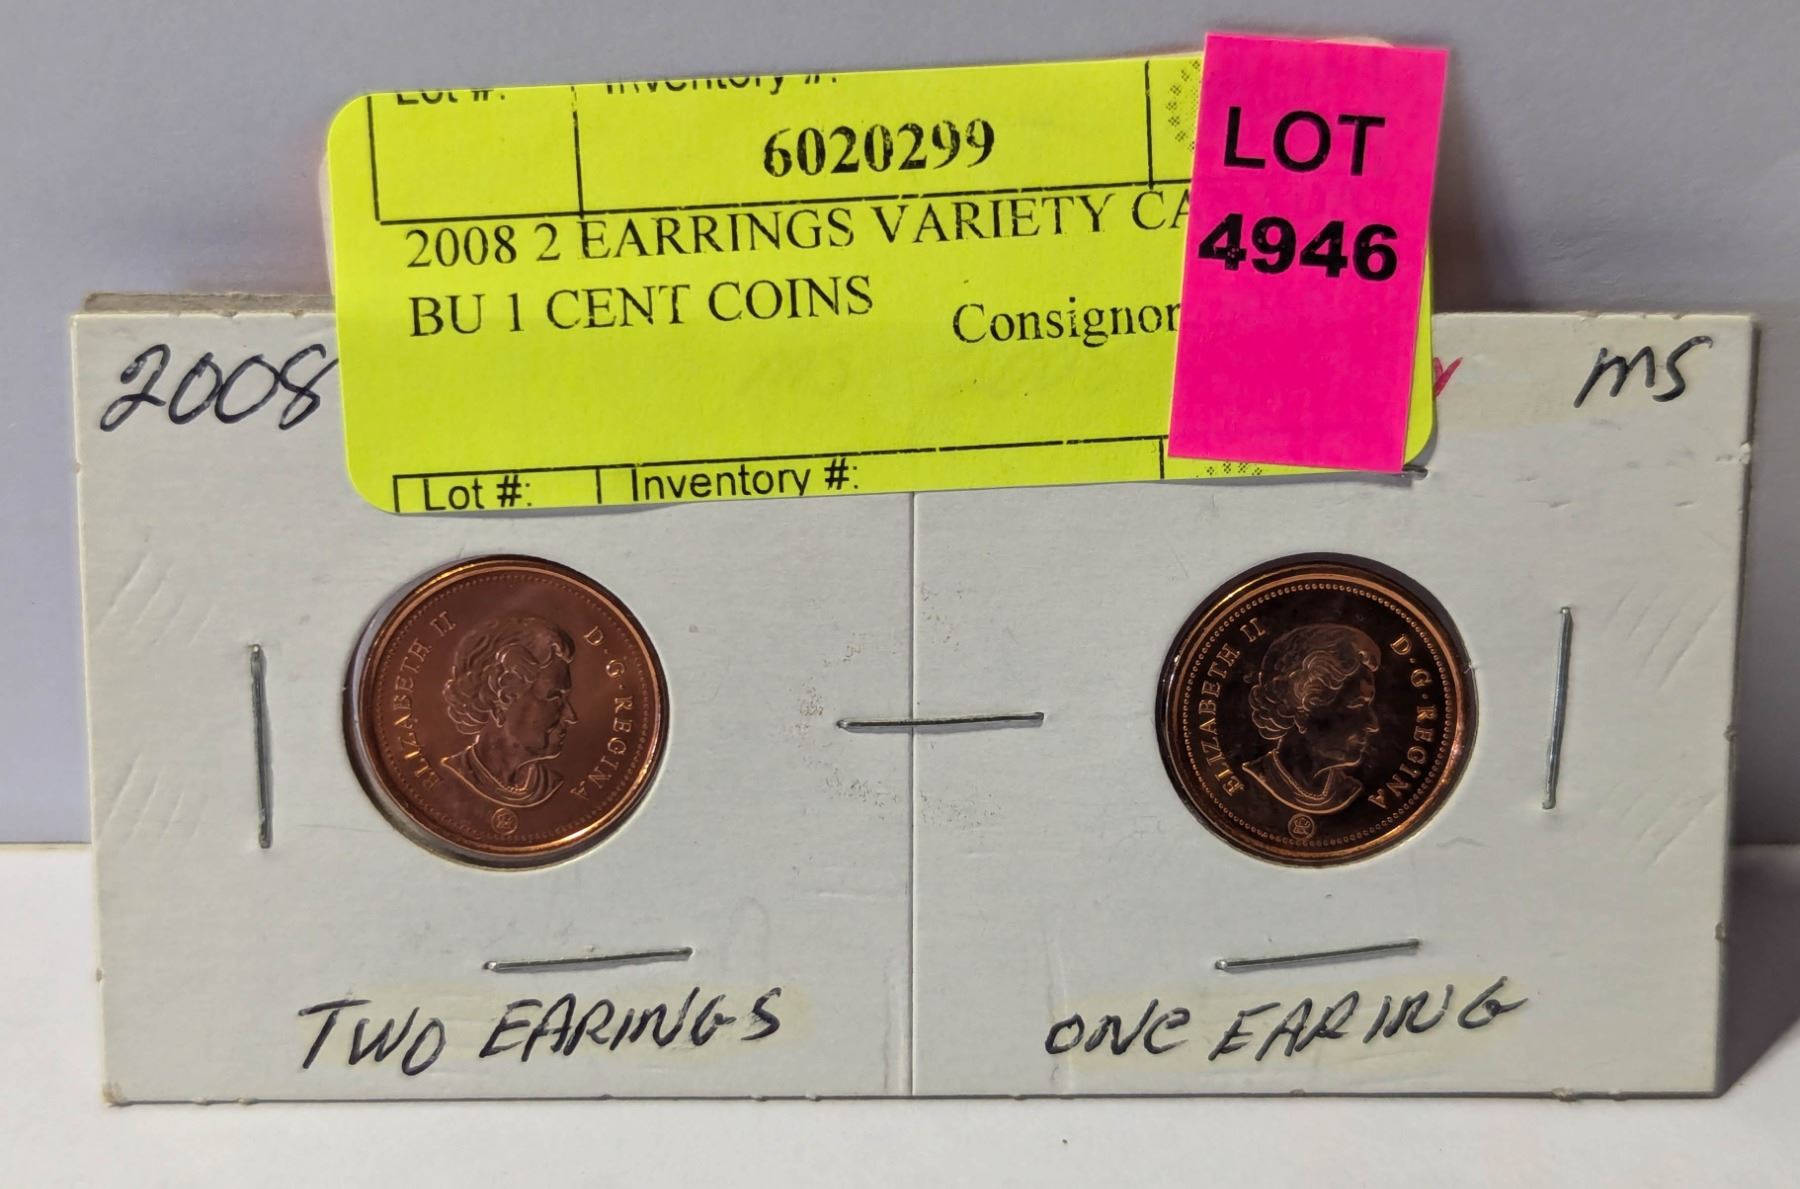 Lot #: Inventory #:
6020299
2008 2 EARRINGS VARIETY CA
BU 1 CENT COINS
Consignor
Lot #: Inventory #:
LOT
4946
2008
MS
ELIZABETH II D·G·REGINA
ELIZABETH II D·G·REGINA
TWO EARINGS
ONE EARING